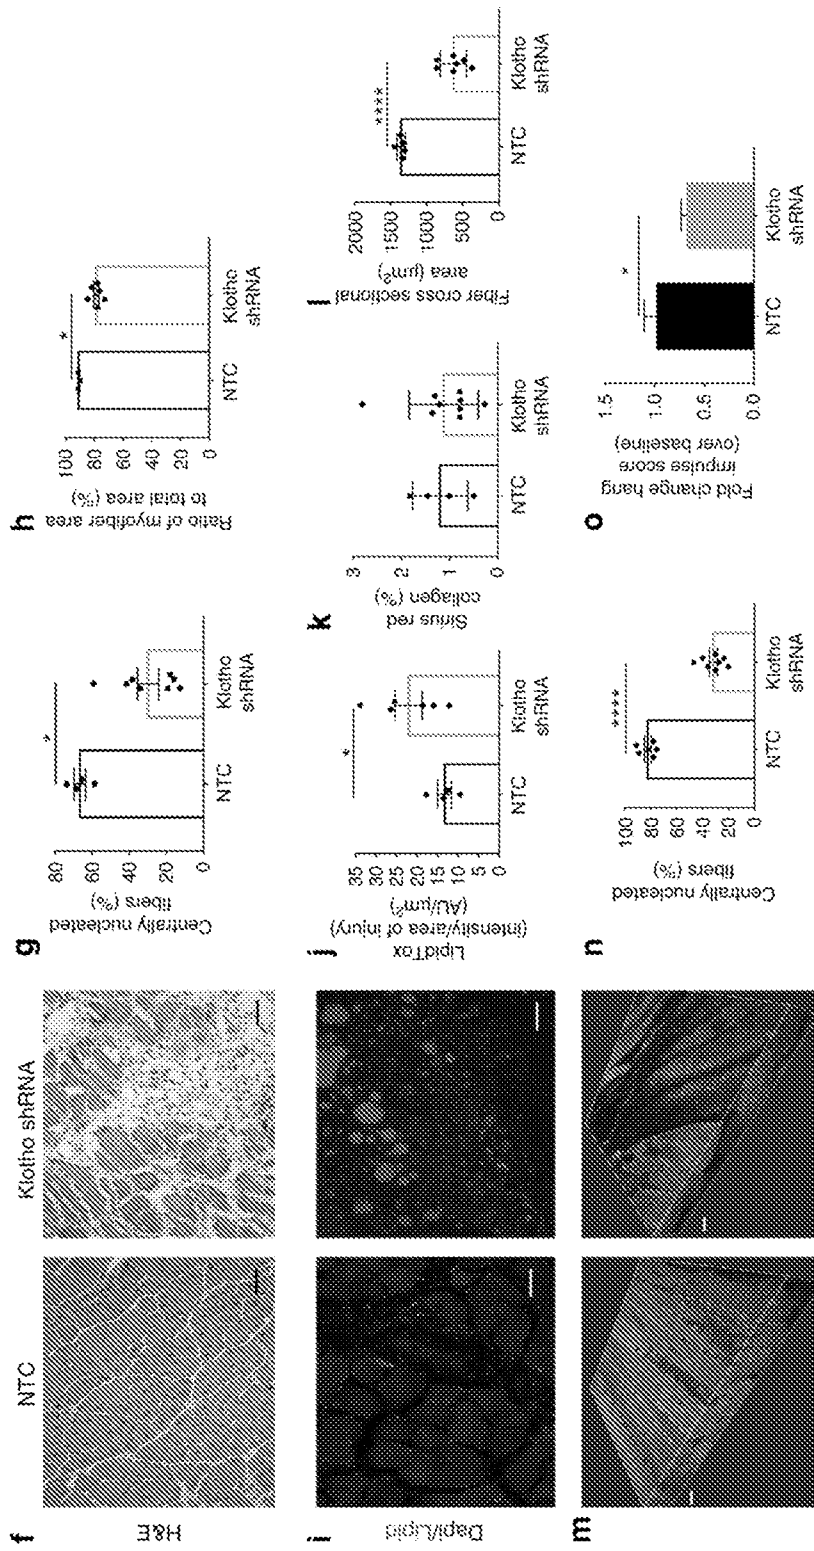 f
NTC
Klotho shRNA
H&E
g
Centrally nucleated
fibers (%)
80
60
40
20
0
*
NTC
Klotho
shRNA
h
Ratio of myofiber area
to total area (%)
100
80
60
40
20
0
*
NTC
Klotho
shRNA
i
Dapi/Lipid
j
LipidTox
(intensity/area of injury)
(AU/µm²)
35
30
25
20
15
10
5
0
*
NTC
Klotho
shRNA
k
Sirius red
collagen (%)
3
2
1
0
NTC
Klotho
shRNA
l
Fiber cross sectional
area (µm²)
2000
1500
1000
500
0
****
NTC
Klotho
shRNA
m
n
Centrally nucleated
fibers (%)
100
80
60
40
20
0
****
NTC
Klotho
shRNA
o
Fold change hang
impulse score
(over baseline)
1.5
1.0
0.5
0.0
*
NTC
Klotho
shRNA